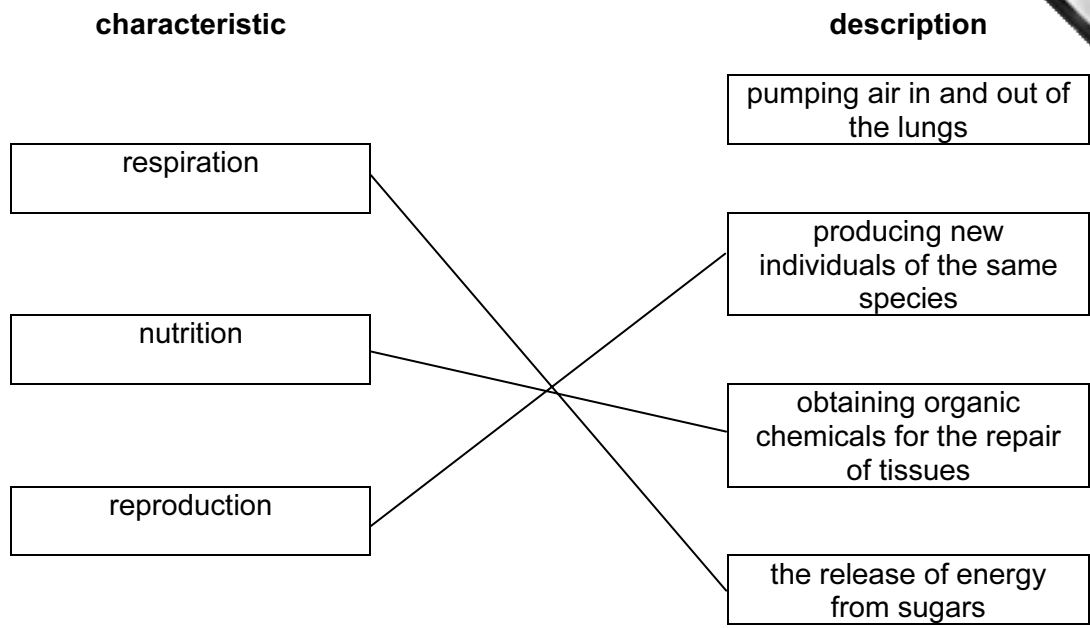 characteristic
description
respiration
nutrition
reproduction
pumping air in and out of
the lungs
producing new
individuals of the same
species
obtaining organic
chemicals for the repair
of tissues
the release of energy
from sugars